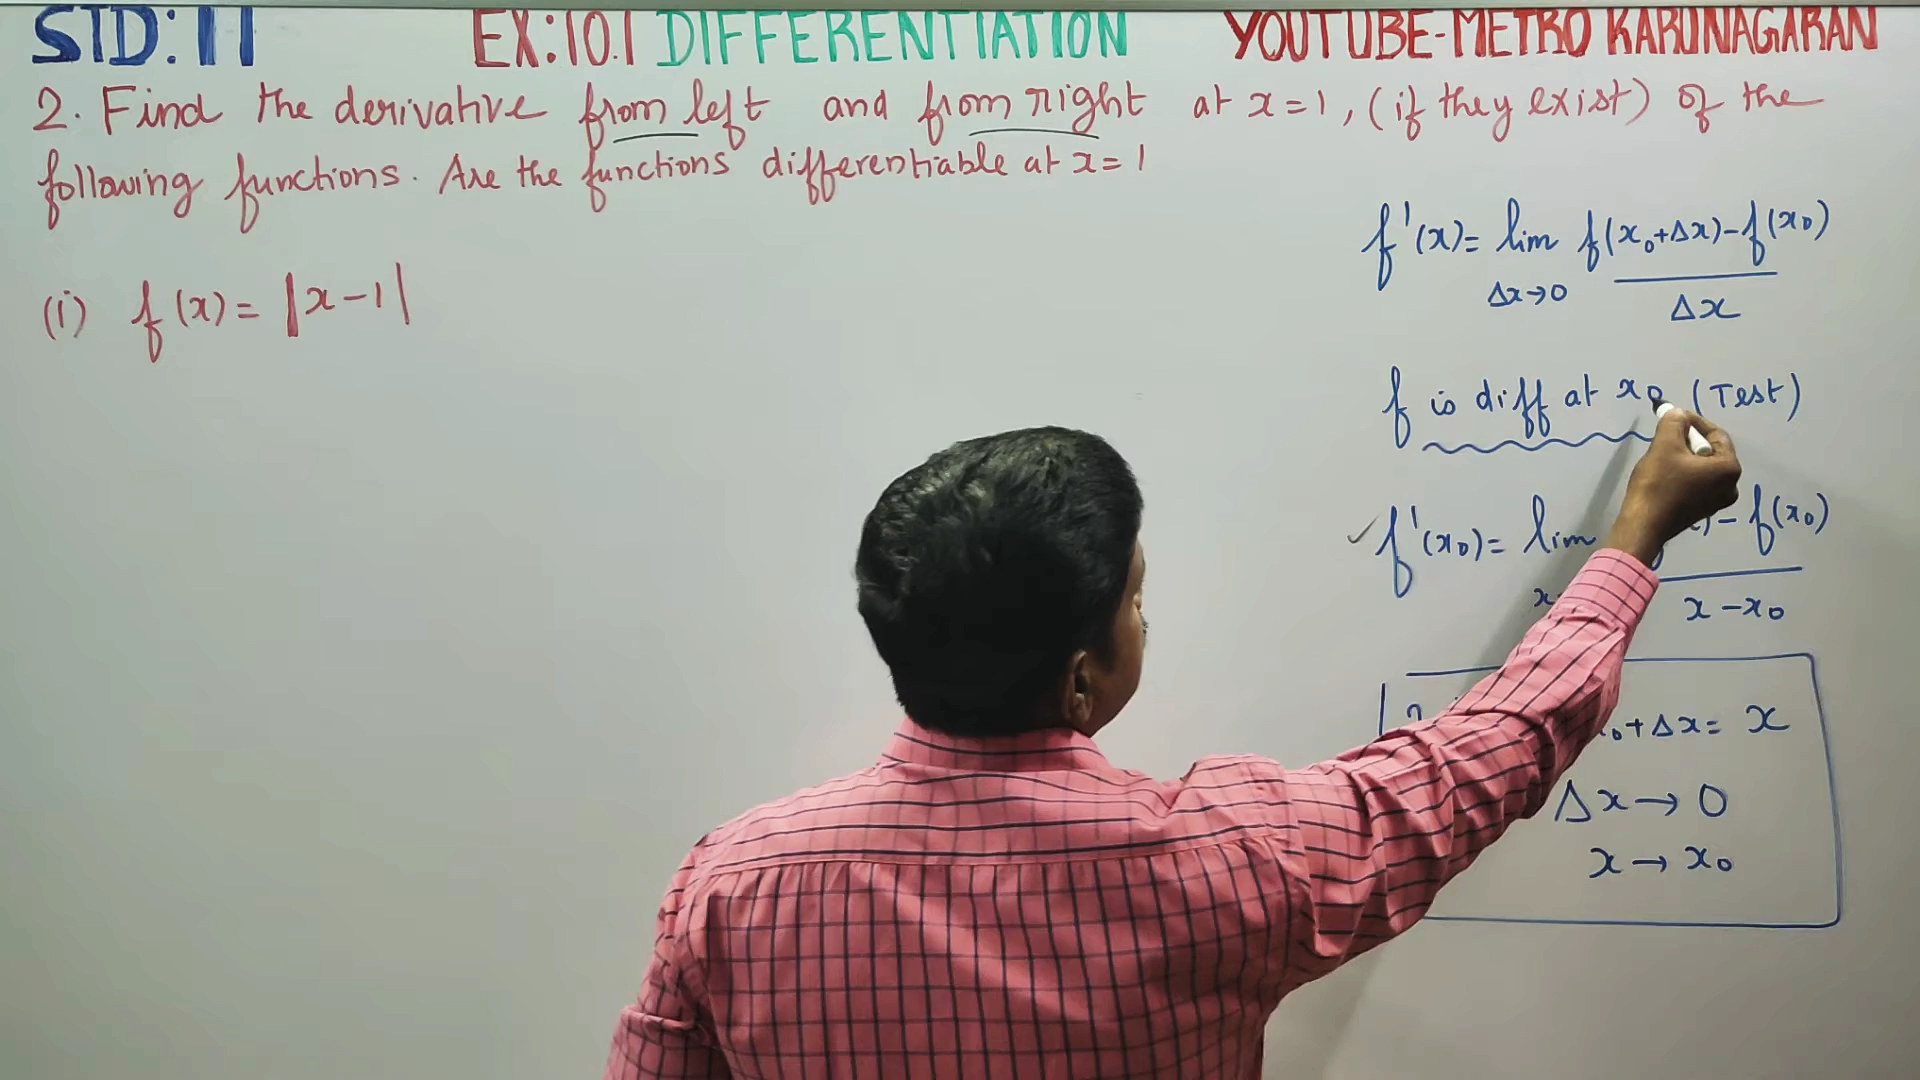 STD: 11 EX:10.1 DIFFERENTIATION YOUTUBE-METRO KARUNAGARAN
2. Find the derivative from left and from right at x=1, (if they exist) of the
following functions. Are the functions differentiable at x=1
(i) f(x) = |x-1|
f'(x)= lim f(x₀+Δx)-f(x₀)
Δx→0 Δx
f is diff at x₀ (Test)
✓ f'(x₀)= lim - f(x₀)
x-x₀
+Δx= x
Δx→0
x→x₀